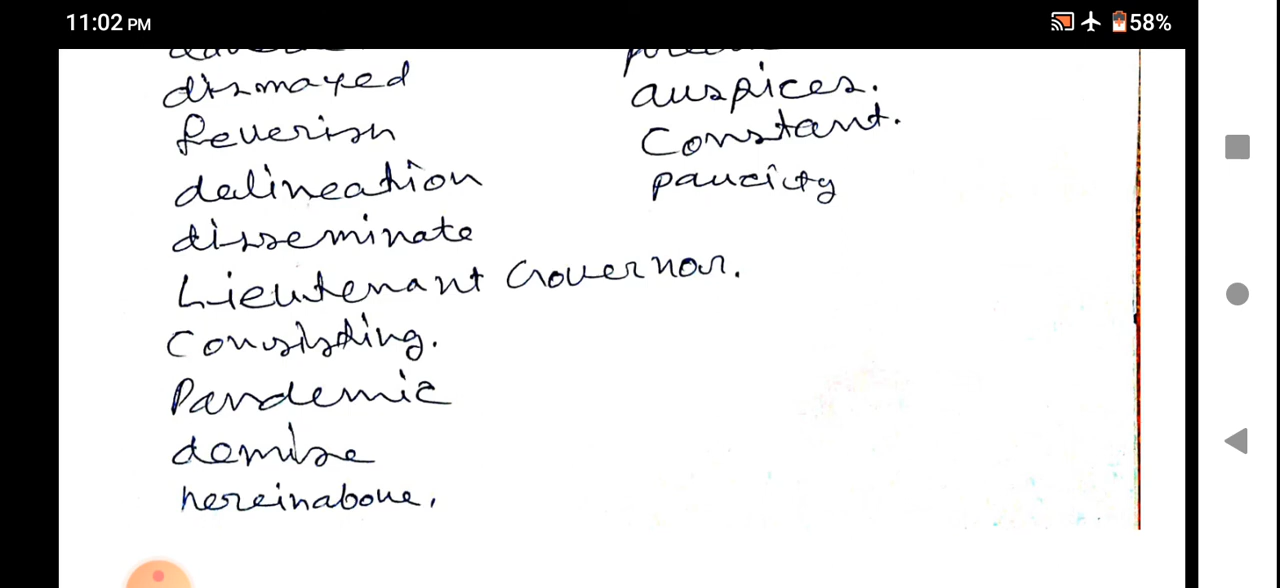 11:02 PM 58%
dismayed
feverish
delineation
disseminate
Lieutenant Governor.
Consisting.
Pandemic
demise
hereinabove.
auspices.
Constant.
paucity